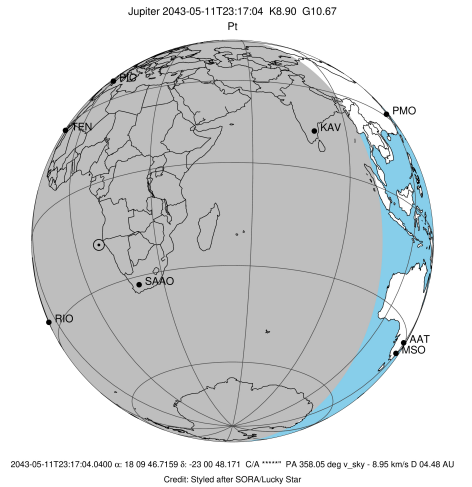 Jupiter 2043-05-11T23:17:04 K8.90 G10.67
Pt
PIC
TEN
KAV
PMO
SAAO
RIO
AAT
MSO
2043-05-11T23:17:04.0400 α: 18 09 46.7159 δ: -23 00 48.171 C/A *****" PA 358.05 deg v_sky - 8.95 km/s D 04.48 AU
Credit: Styled after SORA/Lucky Star